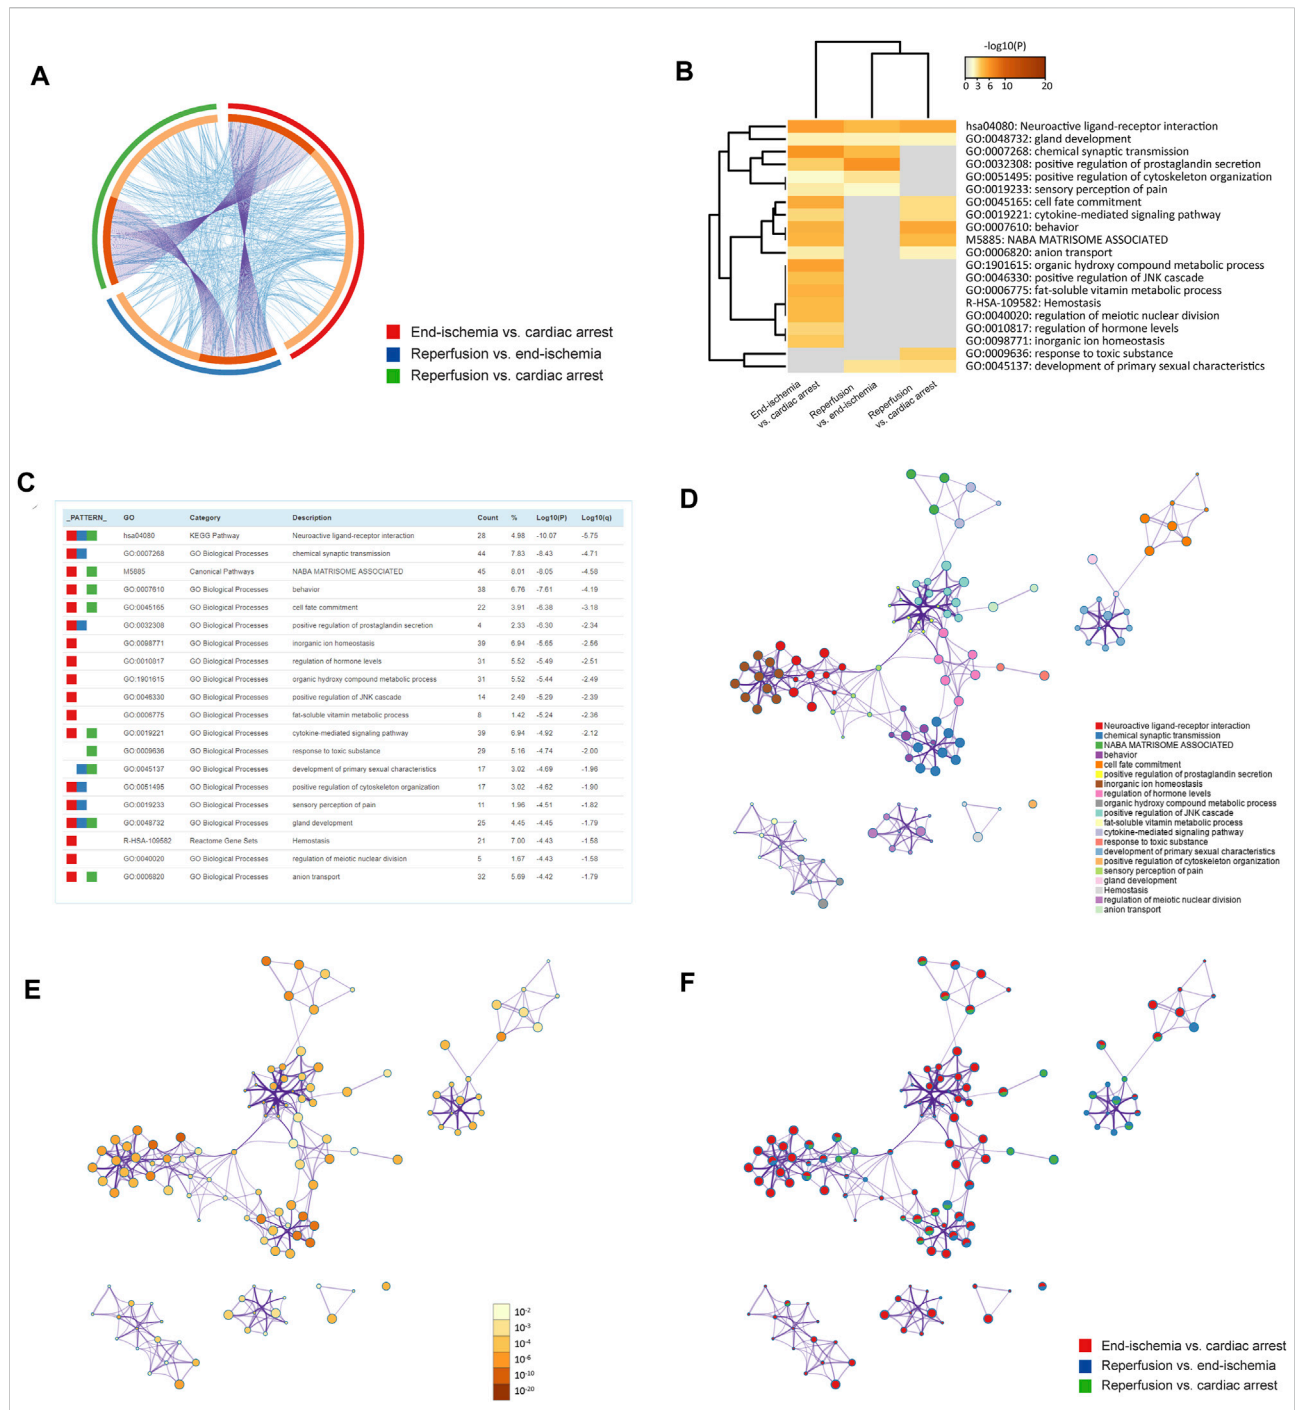 A
End-ischemia vs. cardiac arrest
Reperfusion vs. end-ischemia
Reperfusion vs. cardiac arrest
B
-log10(P)
0 3 6 10 20
hsa04080: Neuroactive ligand-receptor interaction
GO:0048732: gland development
GO:0007268: chemical synaptic transmission
GO:0032308: positive regulation of prostaglandin secretion
GO:0051495: positive regulation of cytoskeleton organization
GO:0019233: sensory perception of pain
GO:0045165: cell fate commitment
GO:0019221: cytokine-mediated signaling pathway
GO:0007610: behavior
M5885: NABA MATRISOME ASSOCIATED
GO:0006820: anion transport
GO:1901615: organic hydroxy compound metabolic process
GO:0046330: positive regulation of JNK cascade
GO:0006775: fat-soluble vitamin metabolic process
R-HSA-109582: Hemostasis
GO:0040020: regulation of meiotic nuclear division
GO:0010817: regulation of hormone levels
GO:0098771: inorganic ion homeostasis
GO:0009636: response to toxic substance
GO:0045137: development of primary sexual characteristics
End-ischemia
vs. cardiac arrest
Reperfusion
vs. end-ischemia
Reperfusion
vs. cardiac arrest
C
_PATTERN_ GO Category Description Count % Log10(P) Log10(q)
hsa04080 KEGG Pathway Neuroactive ligand-receptor interaction 28 4.98 -10.07 -5.75
GO:0007268 GO Biological Processes chemical synaptic transmission 44 7.83 -8.43 -4.71
M5885 Canonical Pathways NABA MATRISOME ASSOCIATED 45 8.01 -8.05 -4.58
GO:0007610 GO Biological Processes behavior 38 6.76 -7.61 -4.19
GO:0045165 GO Biological Processes cell fate commitment 22 3.91 -6.38 -3.18
GO:0032308 GO Biological Processes positive regulation of prostaglandin secretion 4 2.33 -6.30 -2.34
GO:0098771 GO Biological Processes inorganic ion homeostasis 39 6.94 -5.65 -2.56
GO:0010817 GO Biological Processes regulation of hormone levels 31 5.52 -5.49 -2.51
GO:1901615 GO Biological Processes organic hydroxy compound metabolic process 31 5.52 -5.44 -2.49
GO:0046330 GO Biological Processes positive regulation of JNK cascade 14 2.49 -5.29 -2.39
GO:0006775 GO Biological Processes fat-soluble vitamin metabolic process 8 1.42 -5.24 -2.36
GO:0019221 GO Biological Processes cytokine-mediated signaling pathway 39 6.94 -4.92 -2.12
GO:0009636 GO Biological Processes response to toxic substance 29 5.16 -4.74 -2.00
GO:0045137 GO Biological Processes development of primary sexual characteristics 17 3.02 -4.69 -1.96
GO:0051495 GO Biological Processes positive regulation of cytoskeleton organization 17 3.02 -4.62 -1.90
GO:0019233 GO Biological Processes sensory perception of pain 11 1.96 -4.51 -1.82
GO:0048732 GO Biological Processes gland development 25 4.45 -4.45 -1.79
R-HSA-109582 Reactome Gene Sets Hemostasis 21 7.00 -4.43 -1.58
GO:0040020 GO Biological Processes regulation of meiotic nuclear division 5 1.67 -4.43 -1.58
GO:0006820 GO Biological Processes anion transport 32 5.69 -4.42 -1.79
D
Neuroactive ligand-receptor interaction
chemical synaptic transmission
NABA MATRISOME ASSOCIATED
behavior
cell fate commitment
positive regulation of prostaglandin secretion
inorganic ion homeostasis
regulation of hormone levels
organic hydroxy compound metabolic process
positive regulation of JNK cascade
fat-soluble vitamin metabolic process
cytokine-mediated signaling pathway
response to toxic substance
development of primary sexual characteristics
positive regulation of cytoskeleton organization
sensory perception of pain
gland development
Hemostasis
regulation of meiotic nuclear division
anion transport
E
10-2
10-3
10-4
10-6
10-10
10-20
F
End-ischemia vs. cardiac arrest
Reperfusion vs. end-ischemia
Reperfusion vs. cardiac arrest